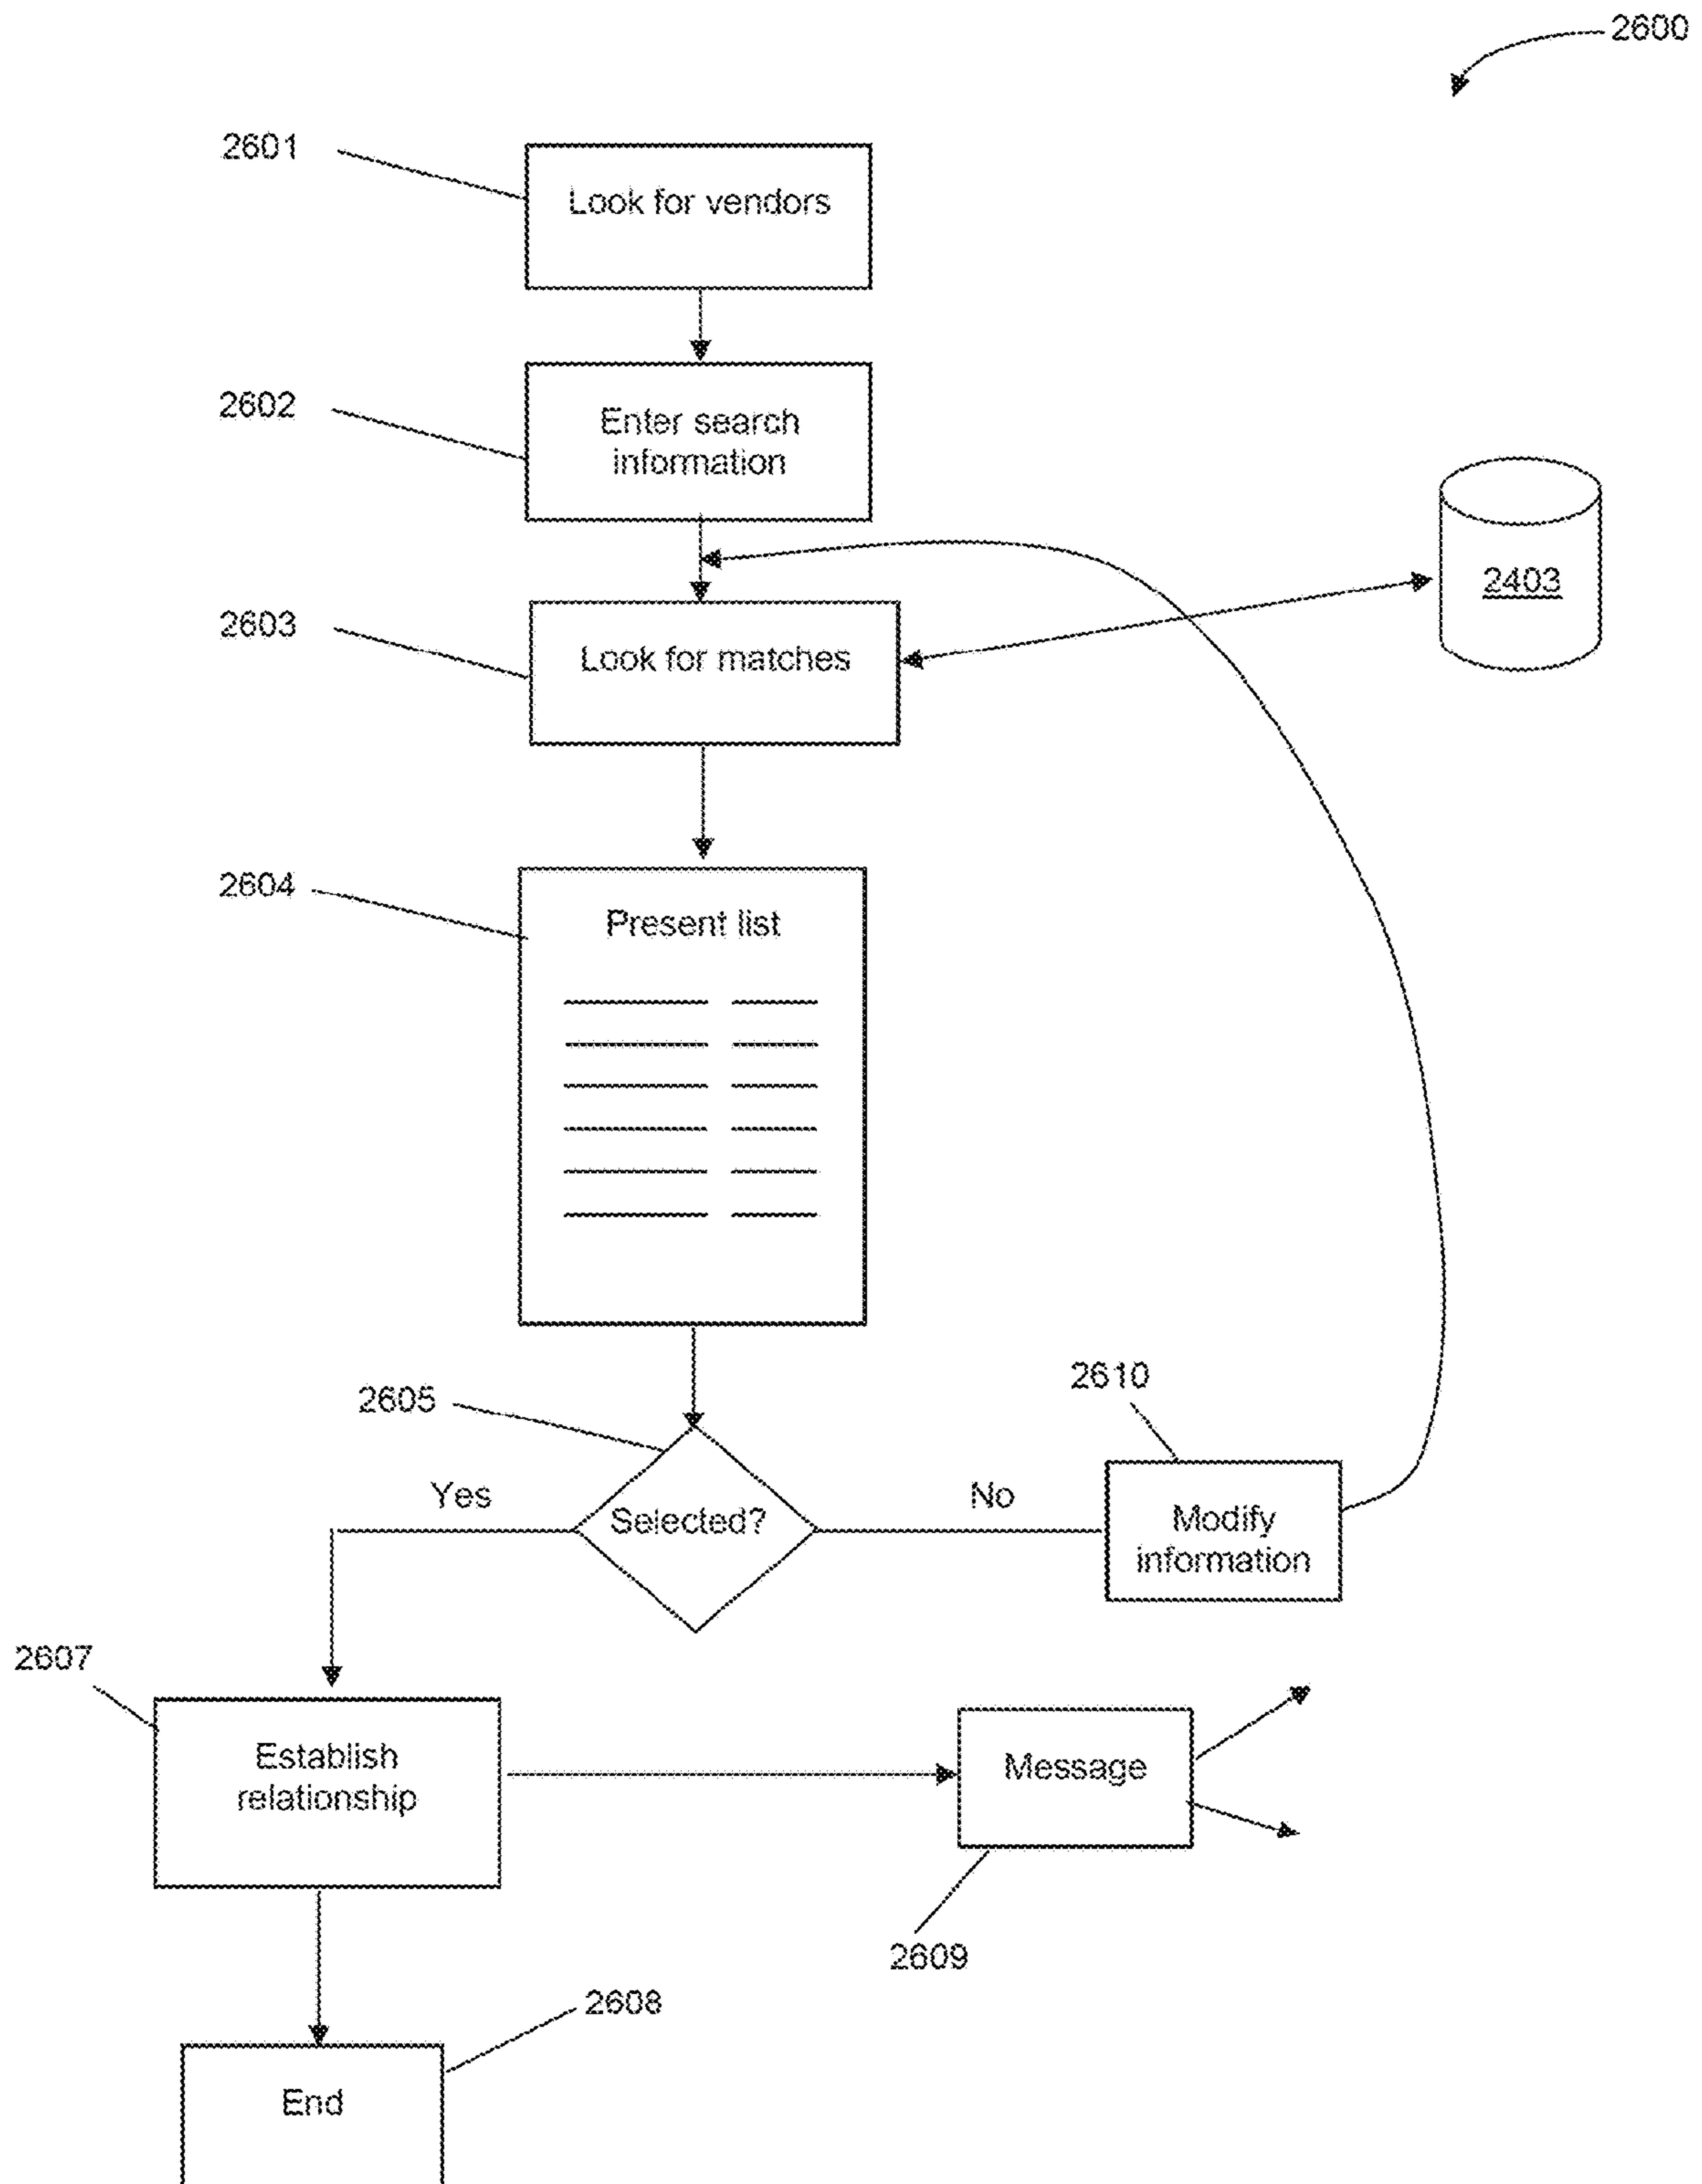 2600
2601
Look for vendors
2602
Enter search
information
2403
2603
Look for matches
2604
Present list
2605
2610
Yes
Selected?
No
Modify
information
2607
Establish
relationship
Message
2609
2608
End